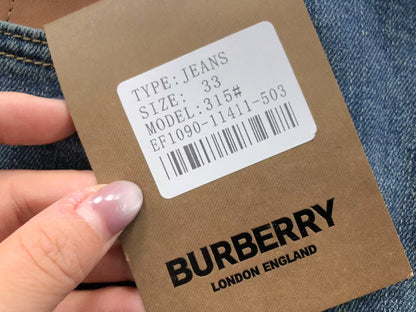 TYPE:JEANS
SIZE: 33
MODEL:315#
EF1090-11411-503
BURBERRY
LONDON ENGLAND